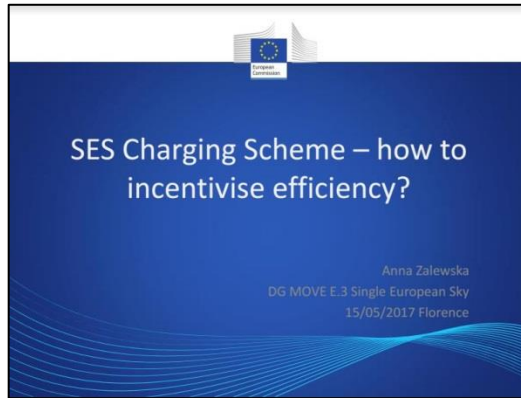 European
Commission
SES Charging Scheme – how to
incentivise efficiency?
Anna Zalewska
DG MOVE E.3 Single European Sky
15/05/2017 Florence